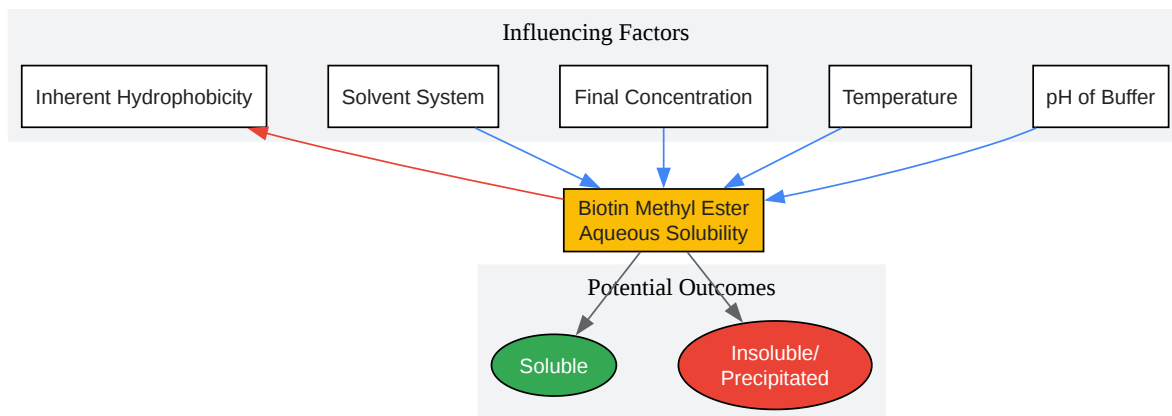 Influencing Factors
Inherent Hydrophobicity
Solvent System
Final Concentration
Temperature
pH of Buffer
Biotin Methyl Ester
Aqueous Solubility
Potential Outcomes
Soluble
Insoluble/
Precipitated